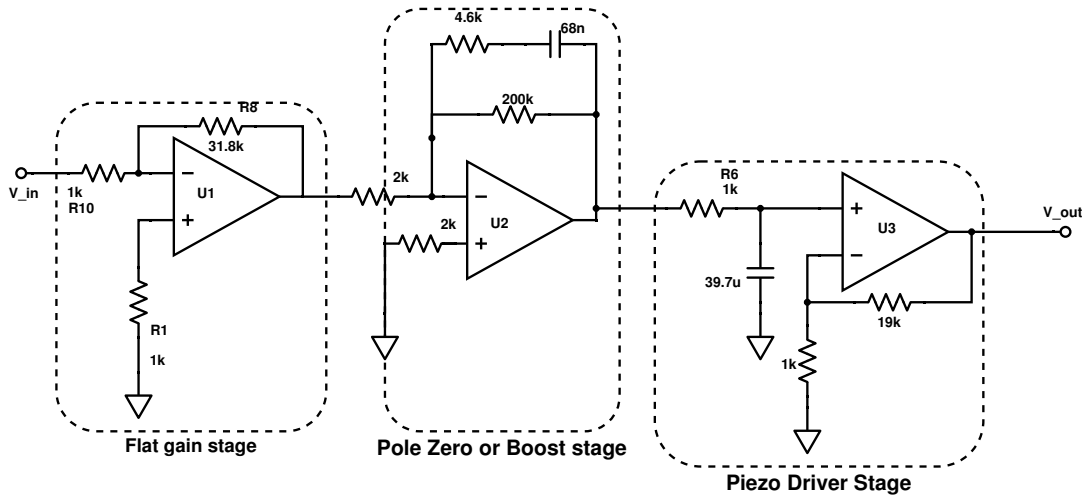 4.6k
68n
200k
R8
31.8k
V_in
1k
R10
−
+
U1
R1
1k
2k
2k
−
+
U2
R6
1k
39.7u
+
−
U3
19k
1k
V_out
Flat gain stage
Pole Zero or Boost stage
Piezo Driver Stage